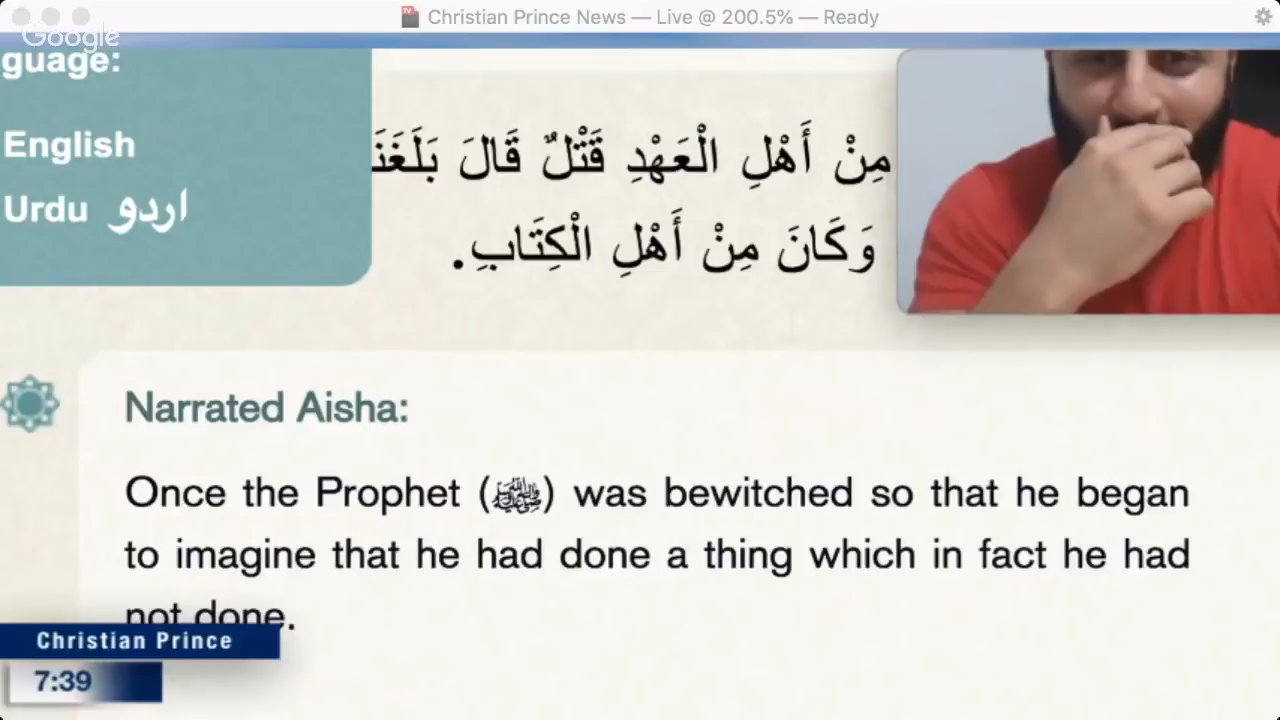 Christian Prince News — Live @ 200.5% — Ready
Google
guage:
English
Urdu اردو
مِنْ أَهْلِ الْعَهْدِ قَتْلٌ قَالَ بَلَغَنَ
وَكَانَ مِنْ أَهْلِ الْكِتَابِ.
Narrated Aisha:
Once the Prophet (ﷺ) was bewitched so that he began
to imagine that he had done a thing which in fact he had
not done.
Christian Prince
7:39